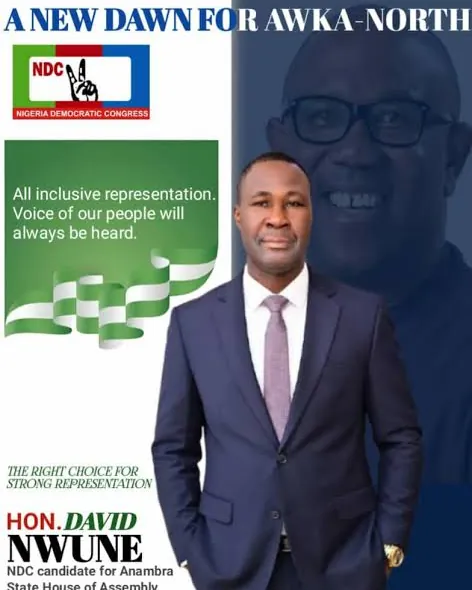 A NEW DAWN FOR AWKA-NORTH
NDC
NIGERIA DEMOCRATIC CONGRESS
All inclusive representation.
Voice of our people will
always be heard.
THE RIGHT CHOICE FOR
STRONG REPRESENTATION
HON. DAVID
NWUNE
NDC candidate for Anambra
State House of Assembly